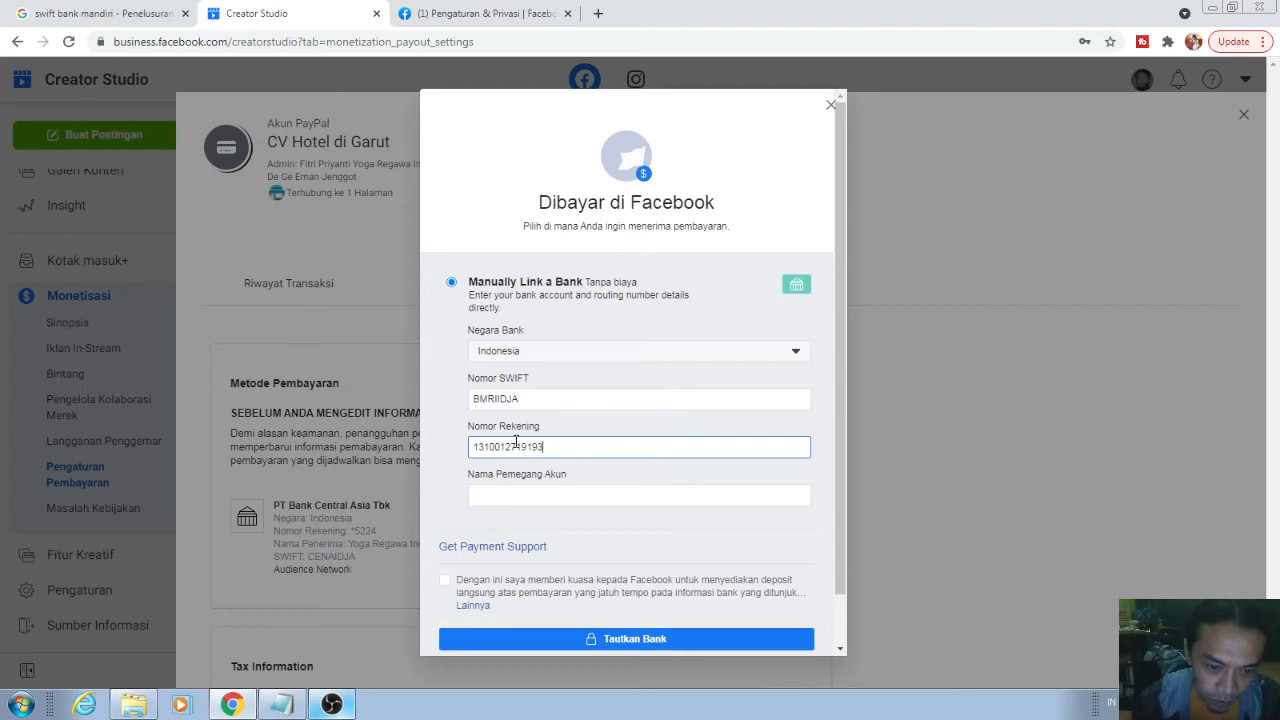 swift bank mandiri - Penelusuran
Creator Studio
(1) Pengaturan & Privasi | Facebo
business.facebook.com/creatorstudio?tab=monetization_payout_settings
Update
Creator Studio
Buat Postingan
Galeri Konten
Insight
Kotak masuk+
Monetisasi
Sinopsis
Iklan In-Stream
Bintang
Pengelola Kolaborasi
Merek
Langganan Penggemar
Pengaturan
Pembayaran
Masalah Kebijakan
Fitur Kreatif
Pengaturan
Sumber Informasi
Akun PayPal
CV Hotel di Garut
Admin: Fitri Priyanti Yoga Regawa In
De Ge Eman Jenggot
Terhubung ke 1 Halaman
Riwayat Transaksi
Metode Pembayaran
SEBELUM ANDA MENGEDIT INFORMA
Demi alasan keamanan, penangguhan pe
memperbarui informasi pembayaran. Ka
pembayaran yang dijadwalkan bisa meng
PT Bank Central Asia Tbk
Negara: Indonesia
Nomor Rekening: *5224
Nama Penerima: Yoga Regawa In
SWIFT: CENAIDJA
Audience Network
Tax Information
Dibayar di Facebook
Pilih di mana Anda ingin menerima pembayaran.
Manually Link a Bank Tanpa biaya
Enter your bank account and routing number details
directly.
Negara Bank
Indonesia
Nomor SWIFT
BMRIIDJA
Nomor Rekening
Nama Pemegang Akun
Get Payment Support
Dengan ini saya memberi kuasa kepada Facebook untuk menyediakan deposit
langsung atas pembayaran yang jatuh tempo pada informasi bank yang ditunjuk...
Lainnya
Tautkan Bank
IN